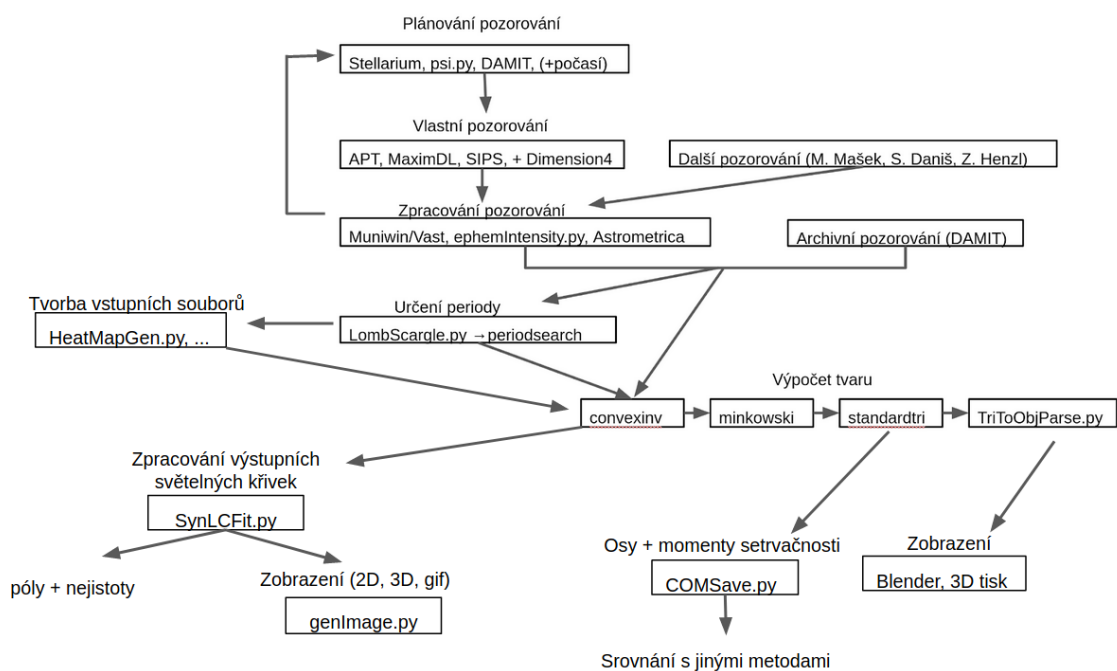 Plánování pozorování
Stellarium, psi.py, DAMIT, (+počasí)
Vlastní pozorování
APT, MaximDL, SIPS, + Dimension4
Další pozorování (M. Mašek, S. Daniš, Z. Henzl)
Zpracování pozorování
Muniwin/Vast, ephemIntensity.py, Astrometrica
Archivní pozorování (DAMIT)
Tvorba vstupních souborů
HeatMapGen.py, ...
Určení periody
LombScargle.py →periodsearch
Výpočet tvaru
convexinv
minkowski
standardtri
TriToObjParse.py
Zpracování výstupních
světelných křivek
SynLCFit.py
póly + nejistoty
Zobrazení (2D, 3D, gif)
genImage.py
Osy + momenty setrvačnosti
COMSave.py
Srovnání s jinými metodami
Zobrazení
Blender, 3D tisk